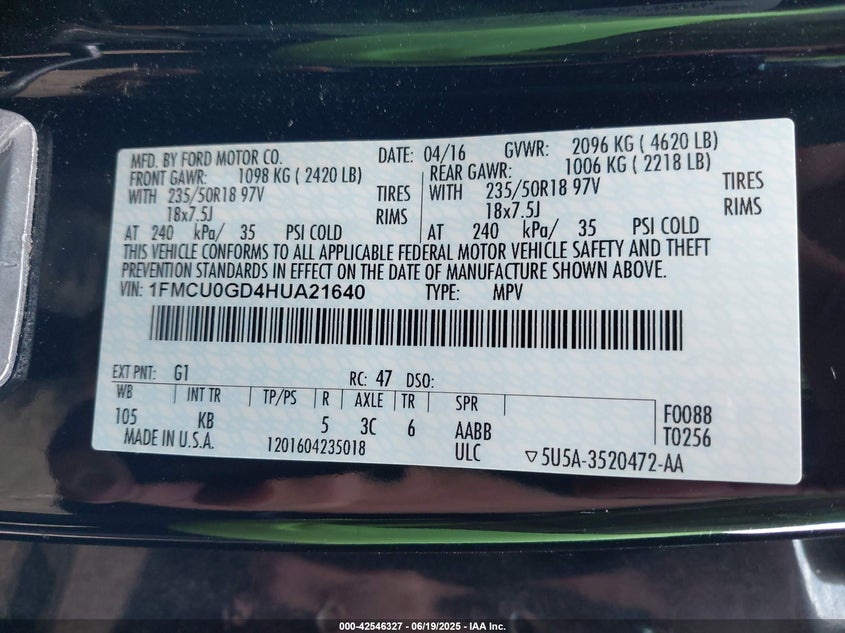 MFD. BY FORD MOTOR CO. DATE: 04/16 GVWR: 2096 KG ( 4620 LB)
FRONT GAWR: 1098 KG ( 2420 LB) REAR GAWR: 1006 KG ( 2218 LB)
WITH 235/50R18 97V TIRES WITH 235/50R18 97V TIRES
18x7.5J RIMS 18x7.5J RIMS
AT 240 kPa/ 35 PSI COLD AT 240 kPa/ 35 PSI COLD
THIS VEHICLE CONFORMS TO ALL APPLICABLE FEDERAL MOTOR VEHICLE SAFETY AND THEFT
PREVENTION STANDARDS IN EFFECT ON THE DATE OF MANUFACTURE SHOWN ABOVE.
VIN: 1FMCU0GD4HUA21640 TYPE: MPV
EXT PNT: G1 RC: 47 DSO:
WB INT TR TP/PS R AXLE TR SPR
105 KB 5 3C 6 AABB F0088
MADE IN U.S.A. 1201604235018 ULC T0256
▽5U5A-3520472-AA
000-42546327 - 06/19/2025 - IAA Inc.